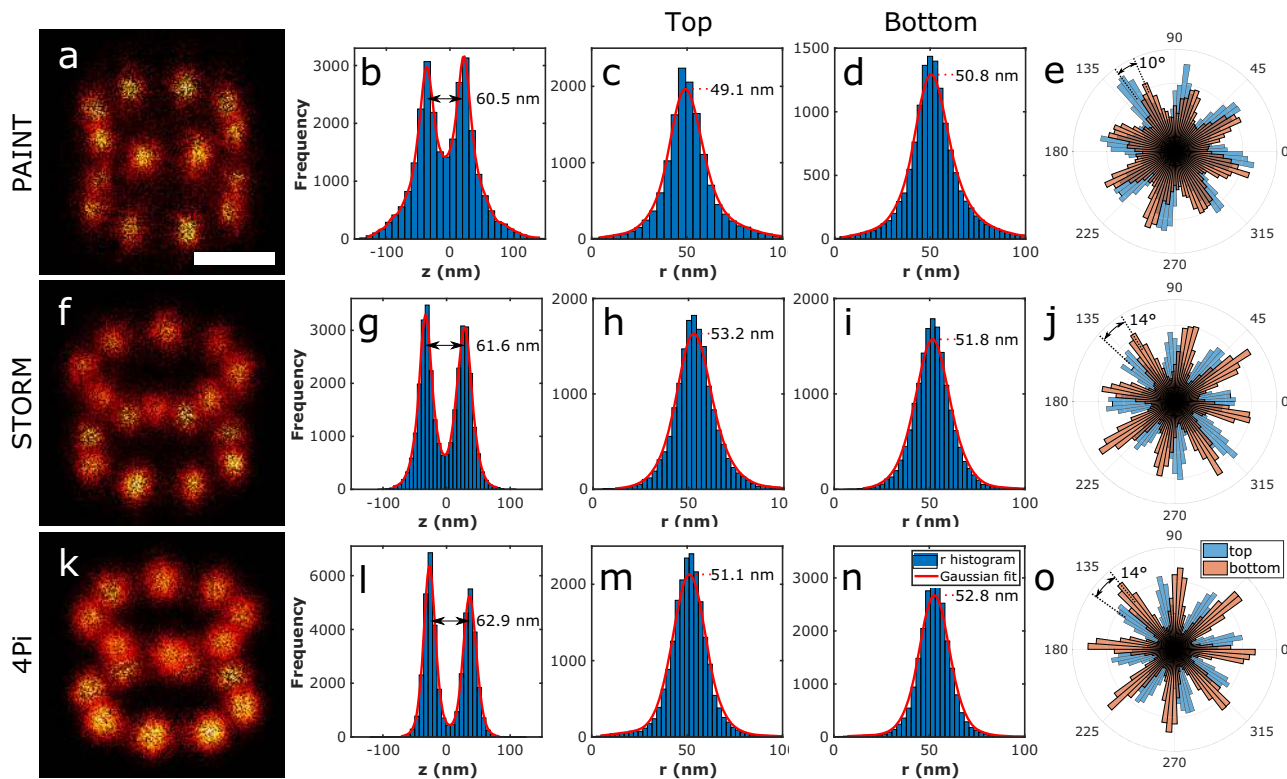 Top Bottom
PAINT
a
b
Frequency
3000
2000
1000
0
60.5 nm
-100 0 100
z (nm)
c
2000
1000
0
49.1 nm
0 50 100
r (nm)
d
1500
1000
500
0
50.8 nm
0 50 100
r (nm)
e
10°
90
135 45
180 0
225 315
270
STORM
f
g
Frequency
3000
2000
1000
0
61.6 nm
-100 0 100
z (nm)
h
2000
1000
0
53.2 nm
0 50 100
r (nm)
i
2000
1000
0
51.8 nm
0 50 100
r (nm)
j
14°
90
135 45
180 0
225 315
270
4Pi
k
l
Frequency
6000
4000
2000
0
62.9 nm
-100 0 100
z (nm)
m
2000
1000
0
51.1 nm
0 50 100
r (nm)
n
3000
2000
1000
0
r histogram
Gaussian fit
52.8 nm
0 50 100
r (nm)
o
14°
top
bottom
90
135
180 0
225 315
270